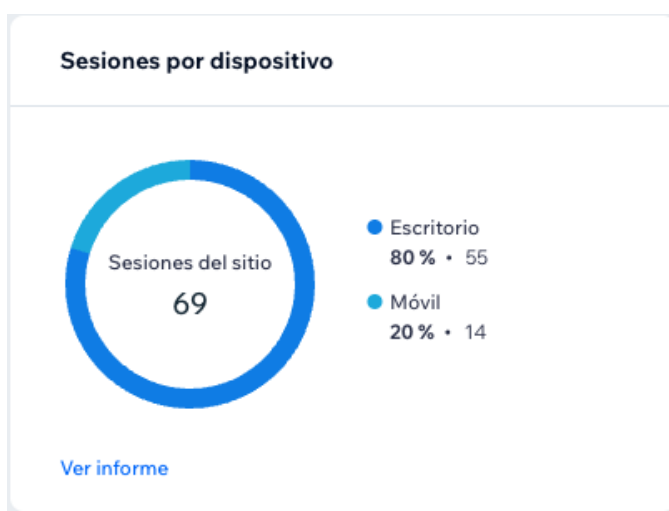 Sesiones por dispositivo
Sesiones del sitio
69
Escritorio
80 % • 55
Móvil
20 % • 14
Ver informe